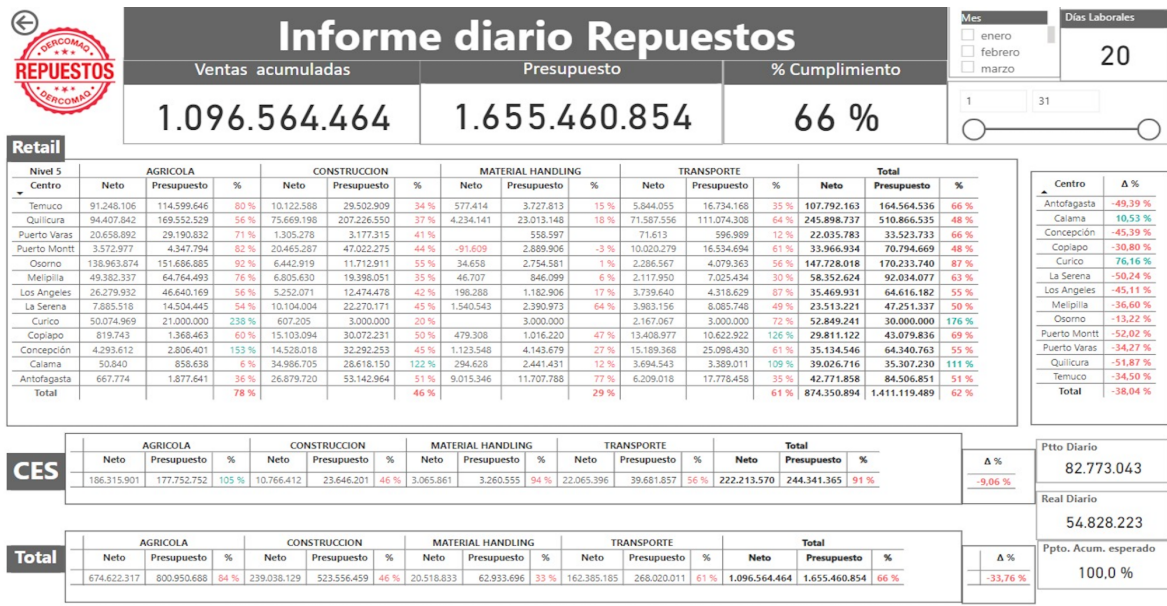 DERCOMAQ
REPUESTOS
DERCOMAQ
Informe diario Repuestos
Ventas acumuladas Presupuesto % Cumplimiento
1.096.564.464 1.655.460.854 66 %
Mes
enero
febrero
marzo
Días Laborales
20
1 31
Retail
Nivel 5 AGRICOLA CONSTRUCCION MATERIAL HANDLING TRANSPORTE Total
Centro Neto Presupuesto % Neto Presupuesto % Neto Presupuesto % Neto Presupuesto % Neto Presupuesto %
Temuco 91.248.106 114.599.646 80 % 10.122.588 29.502.909 34 % 577.414 3.727.813 15 % 5.844.055 16.734.168 35 % 107.792.163 164.564.536 66 %
Quilicura 94.407.842 169.552.529 56 % 75.669.198 207.226.550 37 % 4.234.141 23.013.148 18 % 71.587.556 111.074.308 64 % 245.898.737 510.866.535 48 %
Puerto Varas 20.658.892 29.190.832 71 % 1.305.278 3.177.315 41 % 558.597 71.613 596.989 12 % 22.035.783 33.523.733 66 %
Puerto Montt 3.572.977 4.347.794 82 % 20.465.287 47.022.275 44 % -91.609 2.889.906 -3 % 10.020.279 16.534.694 61 % 33.966.934 70.794.669 48 %
Osorno 138.963.874 151.686.885 92 % 6.442.919 11.712.911 55 % 34.658 2.754.581 1 % 2.286.567 4.079.363 56 % 147.728.018 170.233.740 87 %
Melipilla 49.382.337 64.764.493 76 % 6.805.630 19.398.051 35 % 46.707 846.099 6 % 2.117.950 7.025.434 30 % 58.352.624 92.034.077 63 %
Los Angeles 26.279.932 46.640.169 56 % 5.252.071 12.474.478 42 % 198.288 1.182.906 17 % 3.739.640 4.318.629 87 % 35.469.931 64.616.182 55 %
La Serena 7.885.518 14.504.445 54 % 10.104.004 22.270.171 45 % 1.540.543 2.390.973 64 % 3.983.156 8.085.748 49 % 23.513.221 47.251.337 50 %
Curico 50.074.969 21.000.000 238 % 607.205 3.000.000 20 % 3.000.000 2.167.067 3.000.000 72 % 52.849.241 30.000.000 176 %
Copiapo 819.743 1.368.463 60 % 15.103.094 30.072.231 50 % 479.308 1.016.220 47 % 13.408.977 10.622.922 126 % 29.811.122 43.079.836 69 %
Concepción 4.293.612 2.806.401 153 % 14.528.018 32.292.253 45 % 1.123.548 4.143.679 27 % 15.189.368 25.098.430 61 % 35.134.546 64.340.763 55 %
Calama 50.840 858.638 6 % 34.986.705 28.618.150 122 % 294.628 2.441.431 12 % 3.694.543 3.389.011 109 % 39.026.716 35.307.230 111 %
Antofagasta 667.774 1.877.641 36 % 26.879.720 53.142.964 51 % 9.015.346 11.707.788 77 % 6.209.018 17.778.458 35 % 42.771.858 84.506.851 51 %
Total 78 % 46 % 29 % 61 % 874.350.894 1.411.119.489 62 %
Centro Δ %
Antofagasta -49,39 %
Calama 10,53 %
Concepción -45,39 %
Copiapo -30,80 %
Curico 76,16 %
La Serena -50,24 %
Los Angeles -45,11 %
Melipilla -36,60 %
Osorno -13,22 %
Puerto Montt -52,02 %
Puerto Varas -34,27 %
Quilicura -51,87 %
Temuco -34,50 %
Total -38,04 %
CES
AGRICOLA CONSTRUCCION MATERIAL HANDLING TRANSPORTE Total
Neto Presupuesto % Neto Presupuesto % Neto Presupuesto % Neto Presupuesto % Neto Presupuesto %
186.315.901 177.752.752 105 % 10.766.412 23.646.201 46 % 3.065.861 3.260.555 94 % 22.065.396 39.681.857 56 % 222.213.570 244.341.365 91 %
Δ %
-9,06 %
Ptto Diario
82.773.043
Real Diario
54.828.223
Total
AGRICOLA CONSTRUCCION MATERIAL HANDLING TRANSPORTE Total
Neto Presupuesto % Neto Presupuesto % Neto Presupuesto % Neto Presupuesto % Neto Presupuesto %
674.622.317 800.950.688 84 % 239.038.129 523.556.459 46 % 20.518.833 62.933.696 33 % 162.385.185 268.020.011 61 % 1.096.564.464 1.655.460.854 66 %
Δ %
-33,76 %
Ppto. Acum. esperado
100,0 %